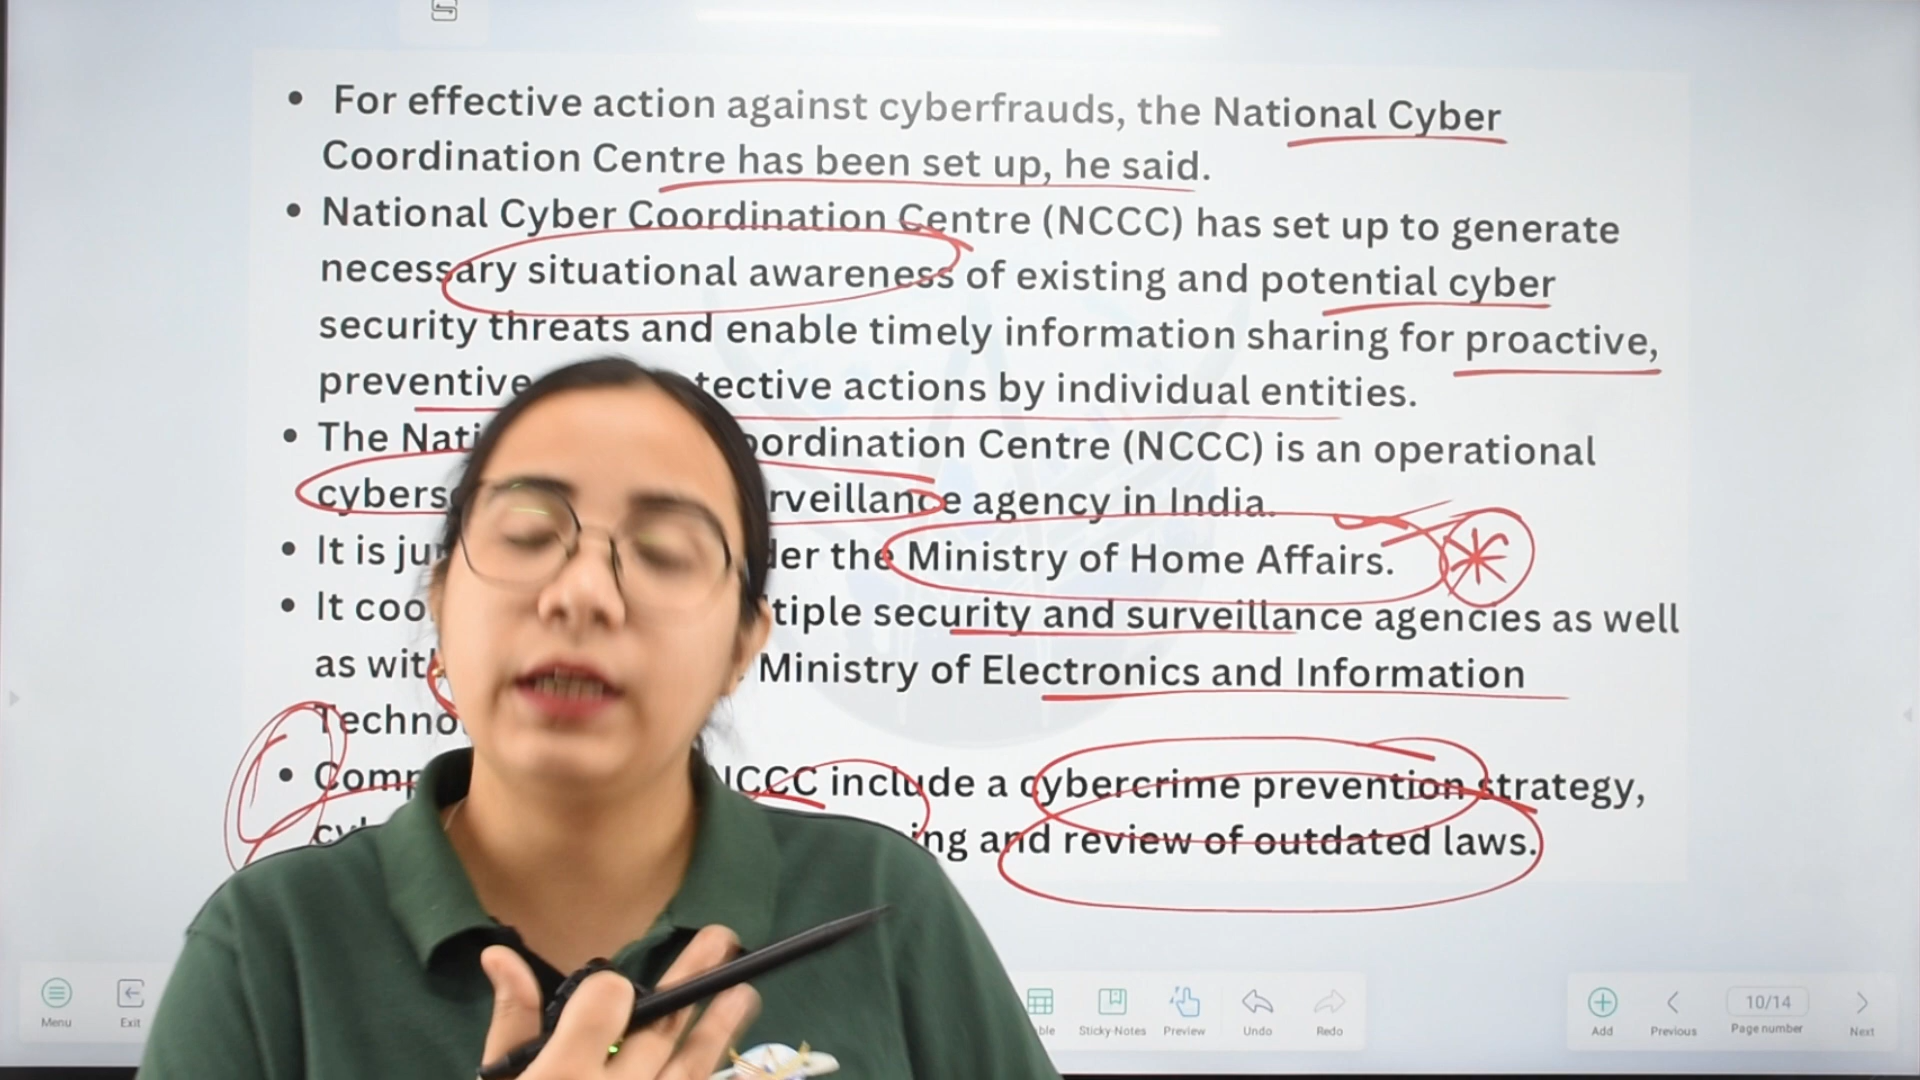 • For effective action against cyberfrauds, the National Cyber
Coordination Centre has been set up, he said.
• National Cyber Coordination Centre (NCCC) has set up to generate
necessary situational awareness of existing and potential cyber
security threats and enable timely information sharing for proactive,
preventive tective actions by individual entities.
• The Nati ordination Centre (NCCC) is an operational
cybers rveillance agency in India.
• It is ju der the Ministry of Home Affairs.
• It coo tiple security and surveillance agencies as well
as with Ministry of Electronics and Information
Techno
• Comp NCCC include a cybercrime prevention strategy,
cy ing and review of outdated laws.
Menu Exit ble Sticky-Notes Preview Undo Redo Add Previous 10/14 Page number Next